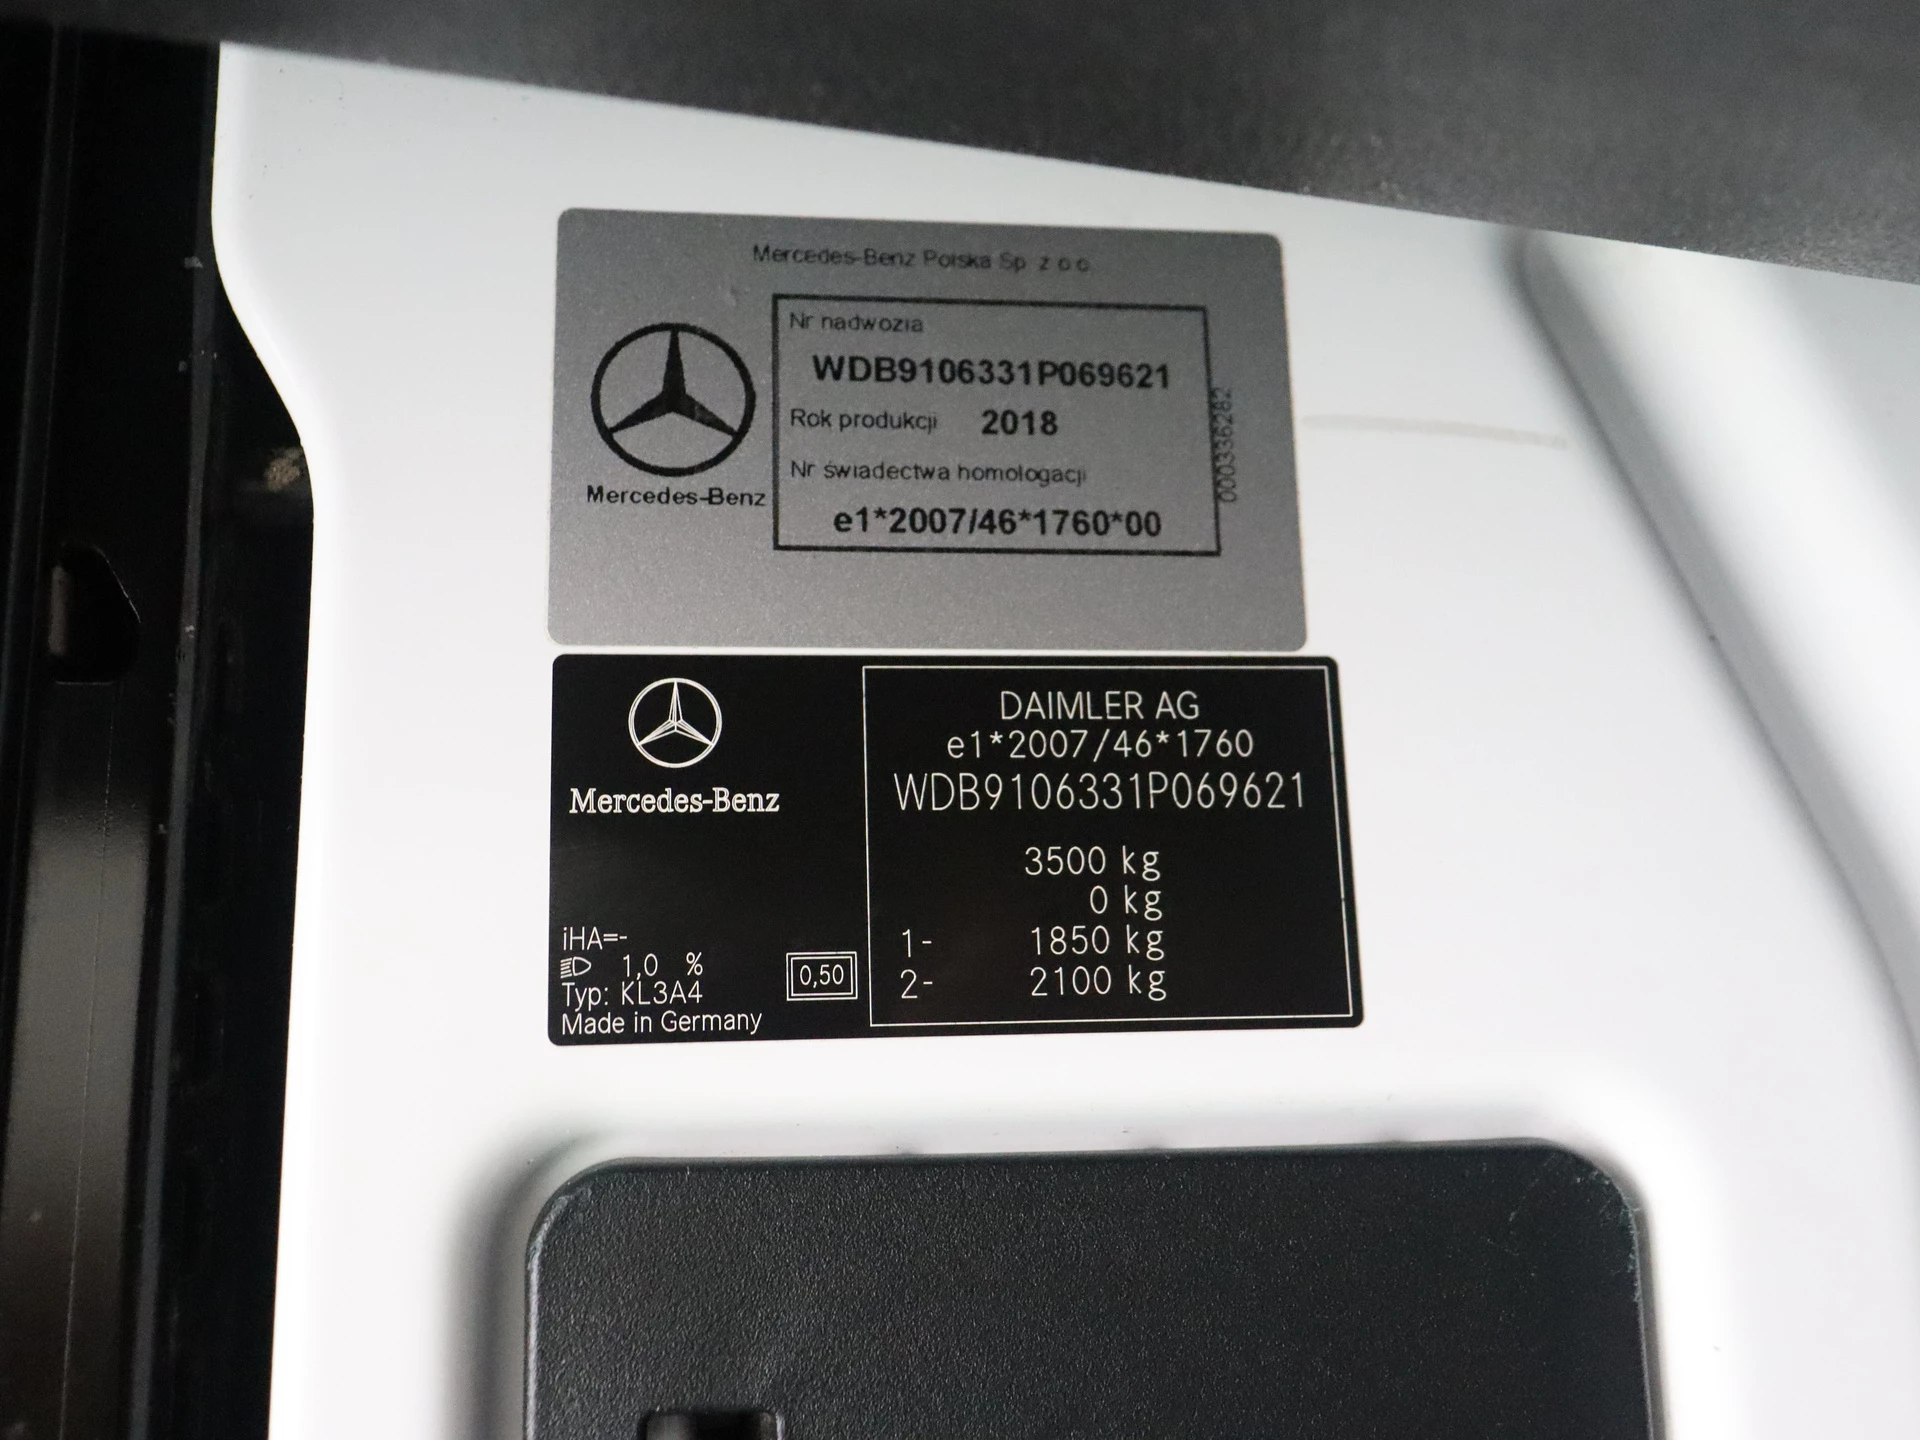 Mercedes-Benz Polska Sp. z o.o.
Nr nadwozia
WDB9106331P069621
Rok produkcji 2018
Nr świadectwa homologacji
e1*2007/46*1760*00
000336282
Mercedes-Benz
DAIMLER AG
e1*2007/46*1760
WDB9106331P069621
3500 kg
0 kg
1- 1850 kg
2- 2100 kg
Mercedes-Benz
iHA=-
1,0 %
Typ: KL3A4
Made in Germany
0,50